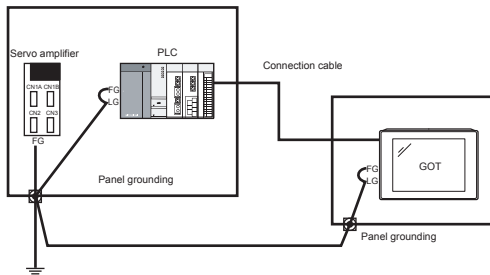 Servo amplifier
PLC
Connection cable
CN1A CN1B
CN2 CN3
FG
FG
LG
Panel grounding
FG
LG
GOT
Panel grounding